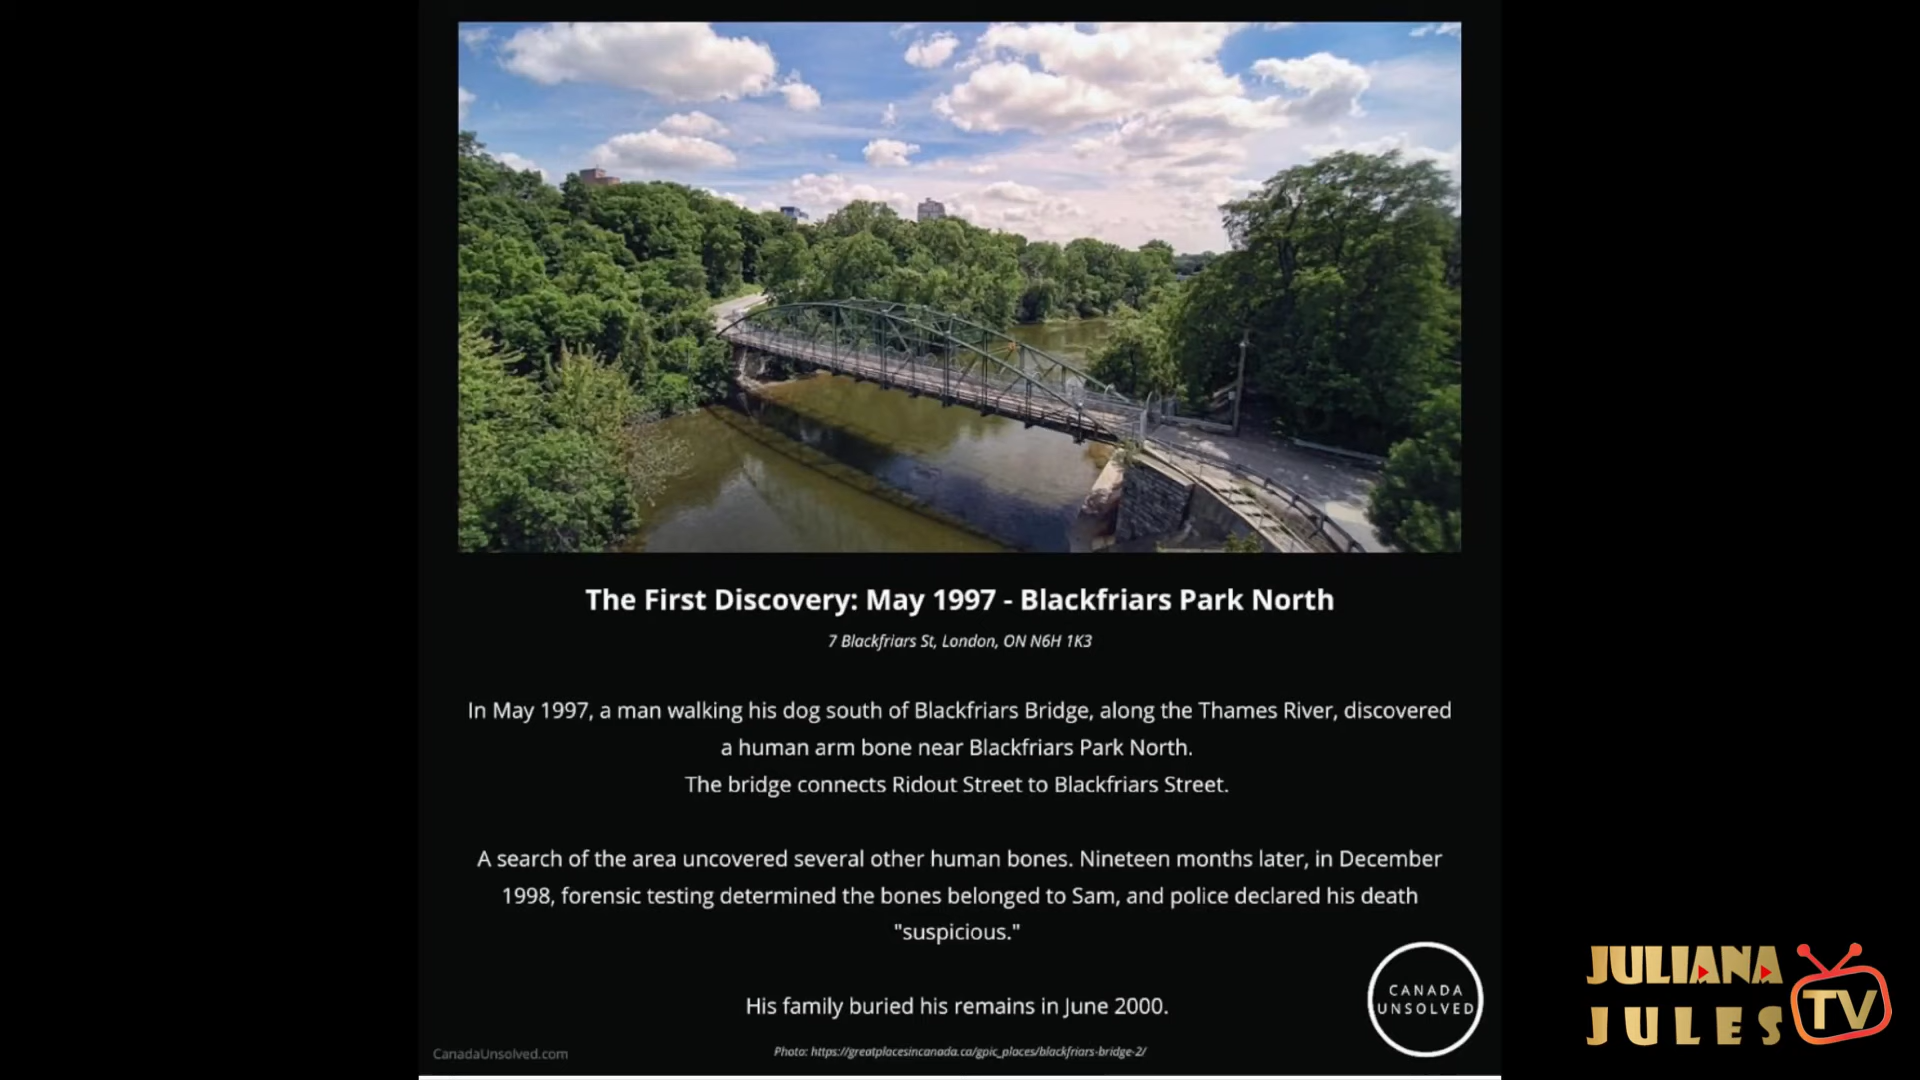 The First Discovery: May 1997 - Blackfriars Park North
7 Blackfriars St, London, ON N6H 1K3
In May 1997, a man walking his dog south of Blackfriars Bridge, along the Thames River, discovered
a human arm bone near Blackfriars Park North.
The bridge connects Ridout Street to Blackfriars Street.
A search of the area uncovered several other human bones. Nineteen months later, in December
1998, forensic testing determined the bones belonged to Sam, and police declared his death
"suspicious."
His family buried his remains in June 2000.
CANADA
UNSOLVED
CanadaUnsolved.com
Photo: https://greatplacesincanada.ca/gpic_places/blackfriars-bridge-2/
JULIANA
JULES
TV